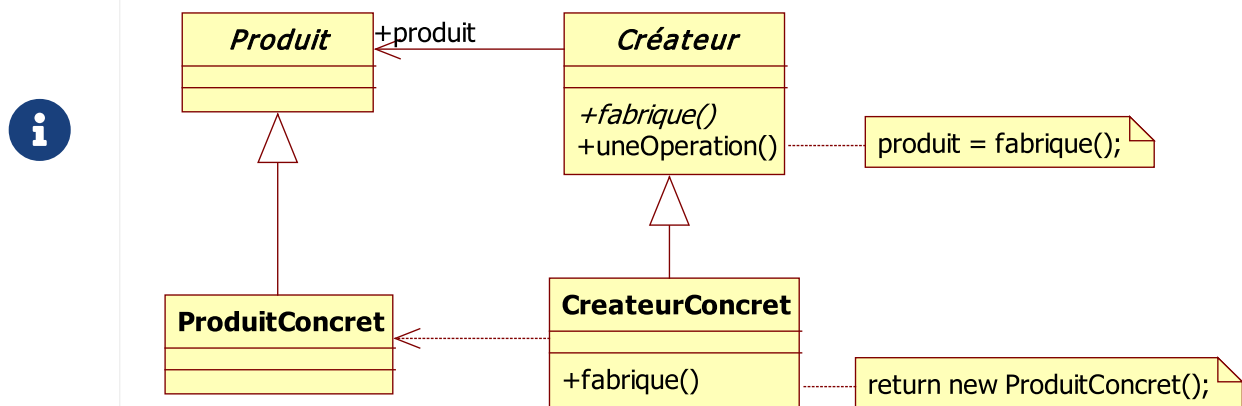 Produit
+produit
Créateur
+fabrique()
+uneOperation()
produit = fabrique();
ProduitConcret
CreateurConcret
+fabrique()
return new ProduitConcret();